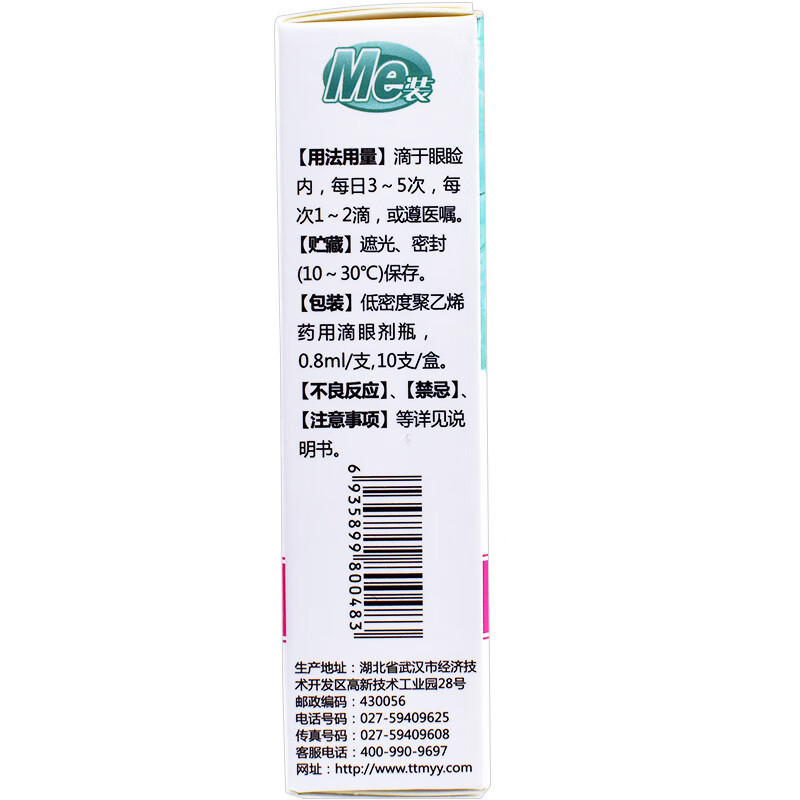 Me装
【用法用量】滴于眼睑
内，每日3～5次，每
次1～2滴，或遵医嘱。
【贮藏】遮光、密封
(10～30℃)保存。
【包装】低密度聚乙烯
药用滴眼剂瓶，
0.8ml/支,10支/盒。
【不良反应】、【禁忌】、
【注意事项】等详见说
明书。
6935899800483
生产地址：湖北省武汉市经济技
术开发区高新技术工业园28号
邮政编码：430056
电话号码：027-59409625
传真号码：027-59409608
客服电话：400-990-9697
网址：http://www.ttmyy.com